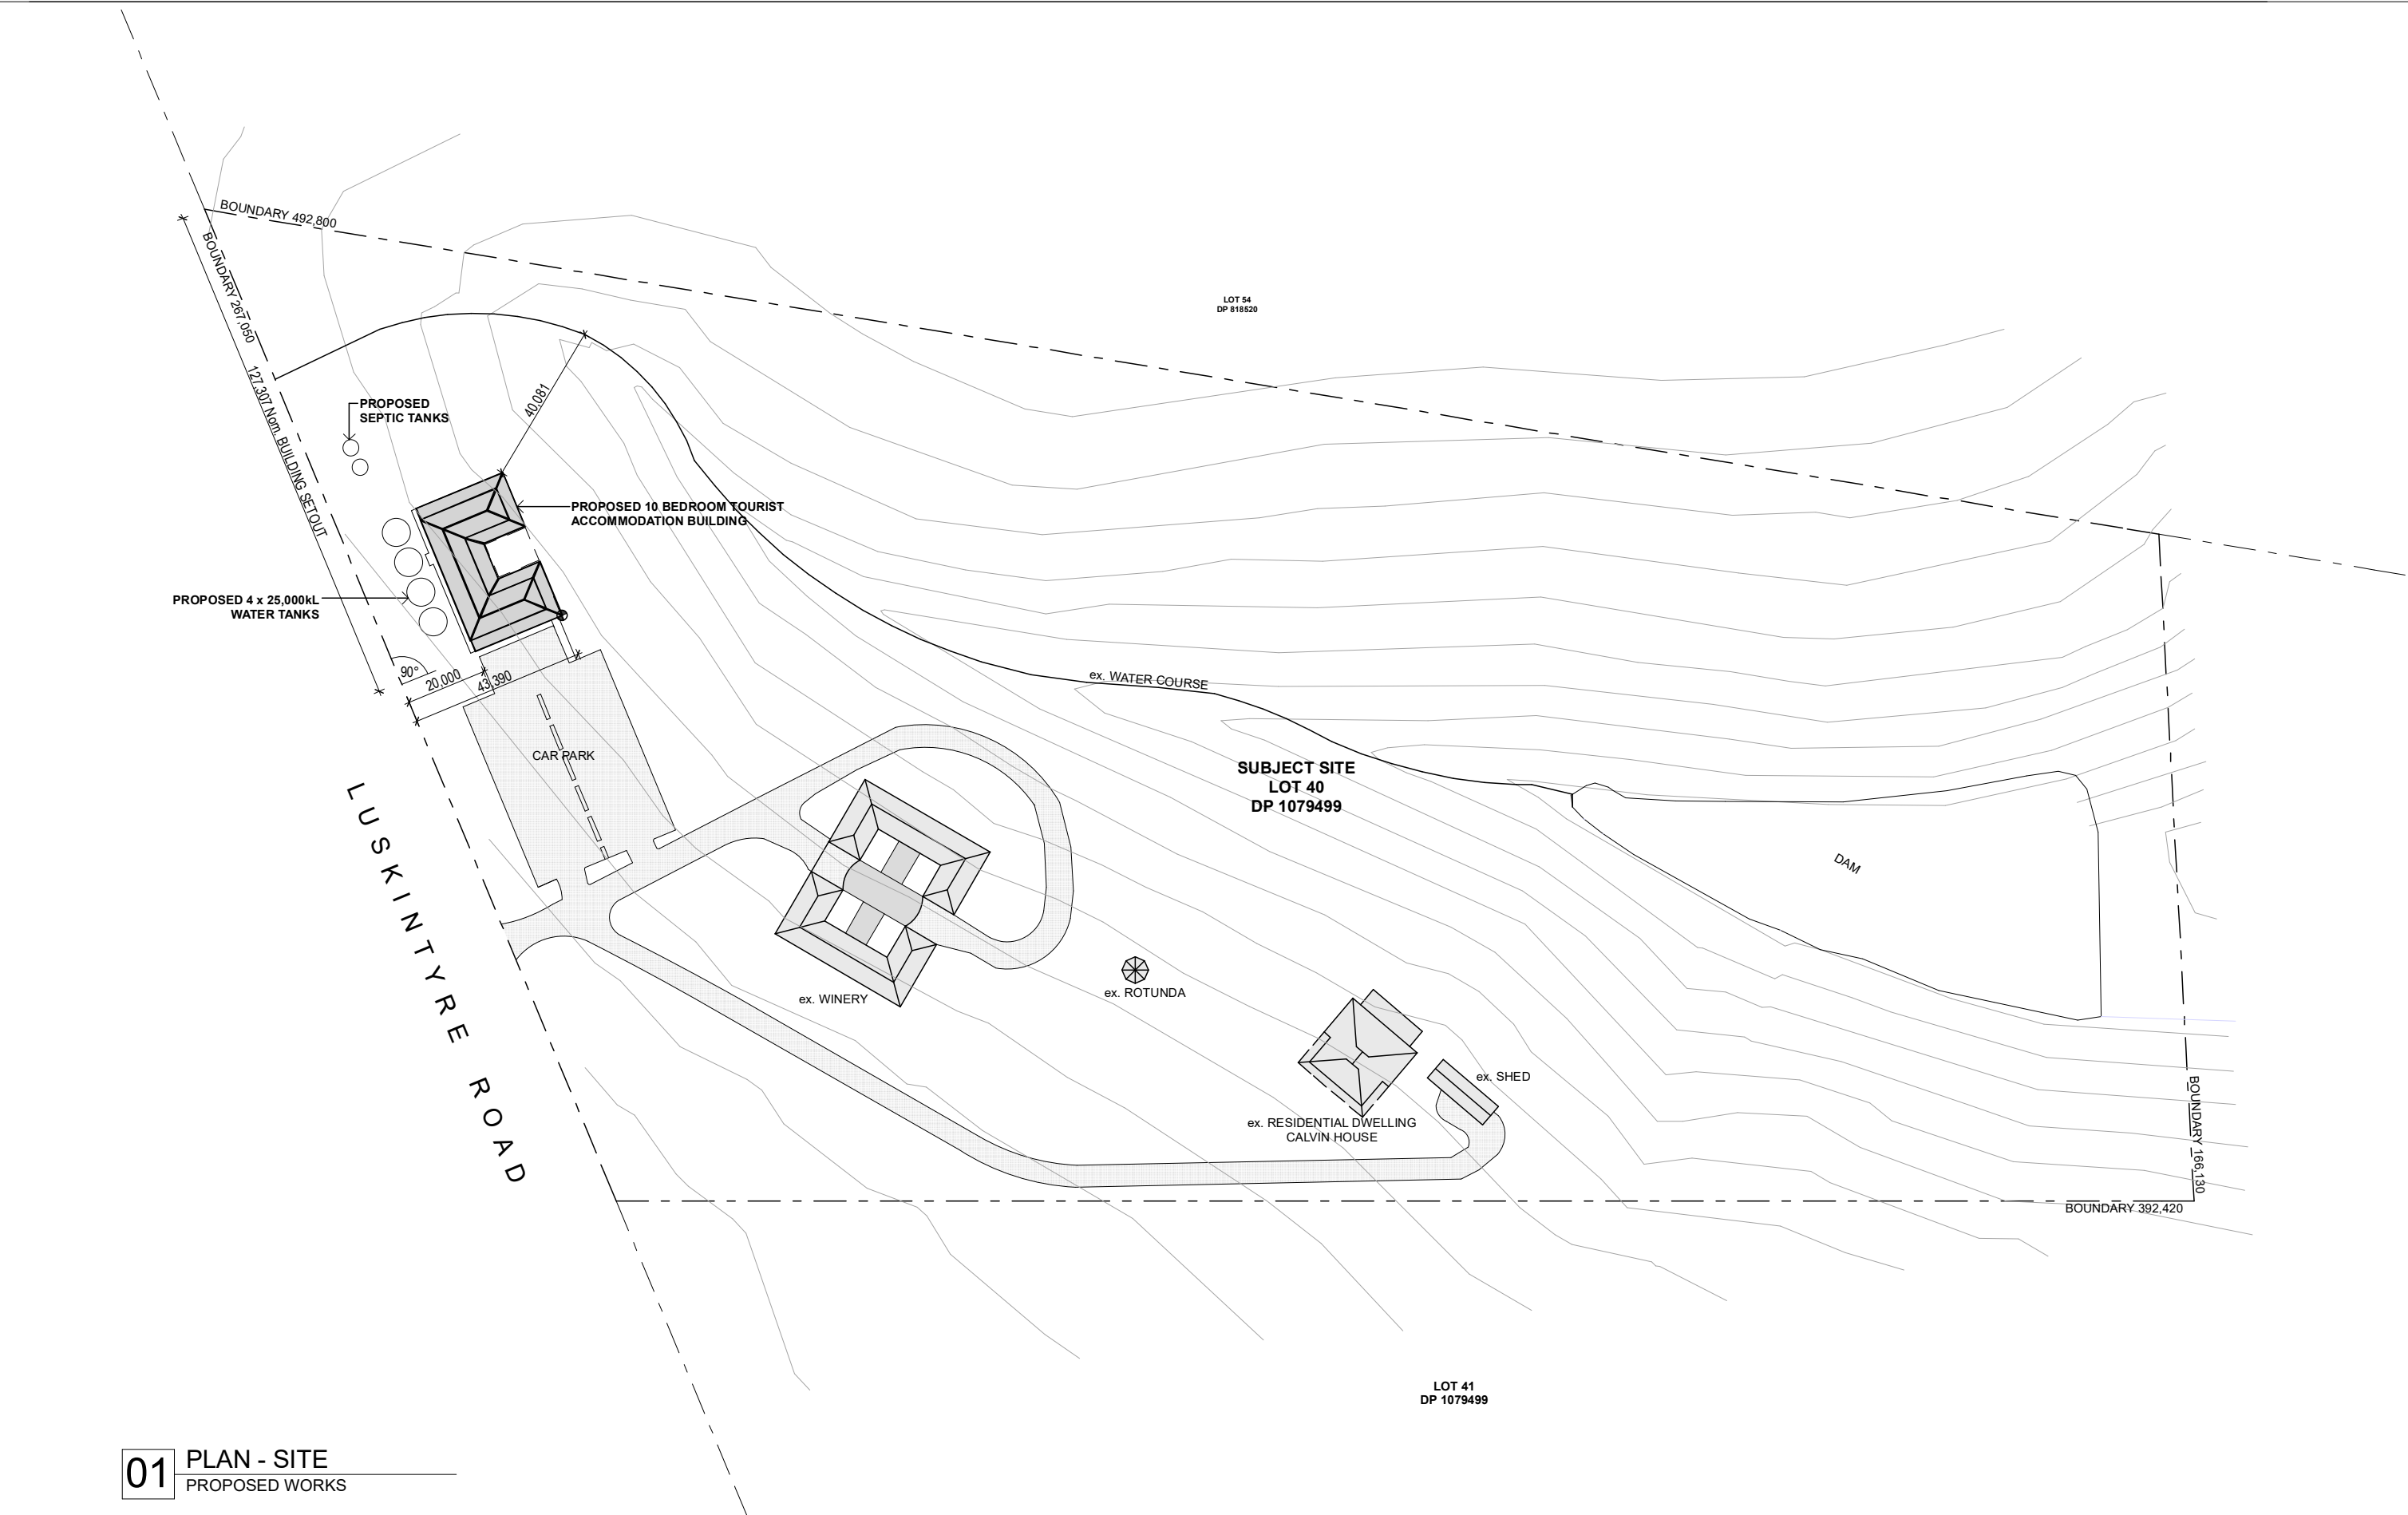 BOUNDARY 492,800
BOUNDARY 267,050
127,307 Nom. BUILDING SETOUT
LOT 54
DP 818520
40,081
PROPOSED
SEPTIC TANKS
PROPOSED 10 BEDROOM TOURIST
ACCOMMODATION BUILDING
PROPOSED 4 x 25,000kL
WATER TANKS
90°
20,000
43,390
ex. WATER COURSE
CAR PARK
SUBJECT SITE
LOT 40
DP 1079499
DAM
LUSKINTYRE ROAD
ex. WINERY
ex. ROTUNDA
ex. SHED
ex. RESIDENTIAL DWELLING
CALVIN HOUSE
BOUNDARY 166,130
BOUNDARY 392,420
LOT 41
DP 1079499
01
PLAN - SITE
PROPOSED WORKS